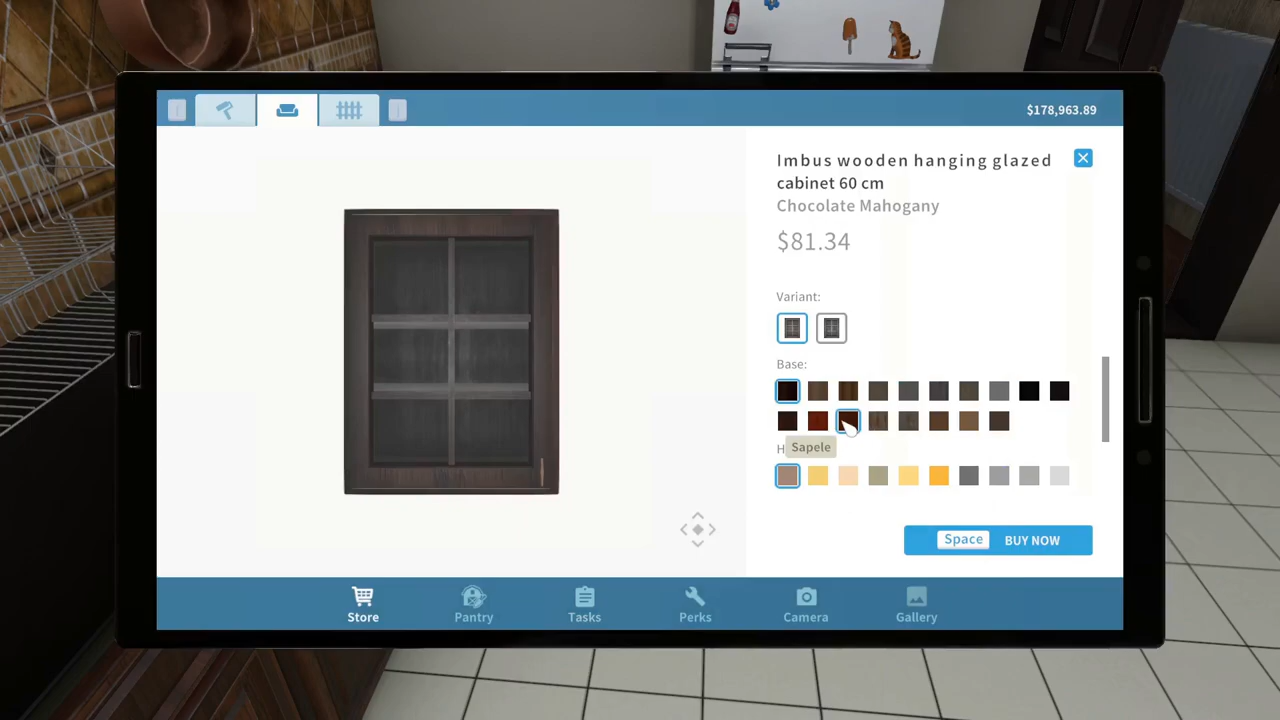 $178,963.89
Imbus wooden hanging glazed
cabinet 60 cm
Chocolate Mahogany
$81.34
Variant:
Base:
Sapele
Space BUY NOW
Store Pantry Tasks Perks Camera Gallery